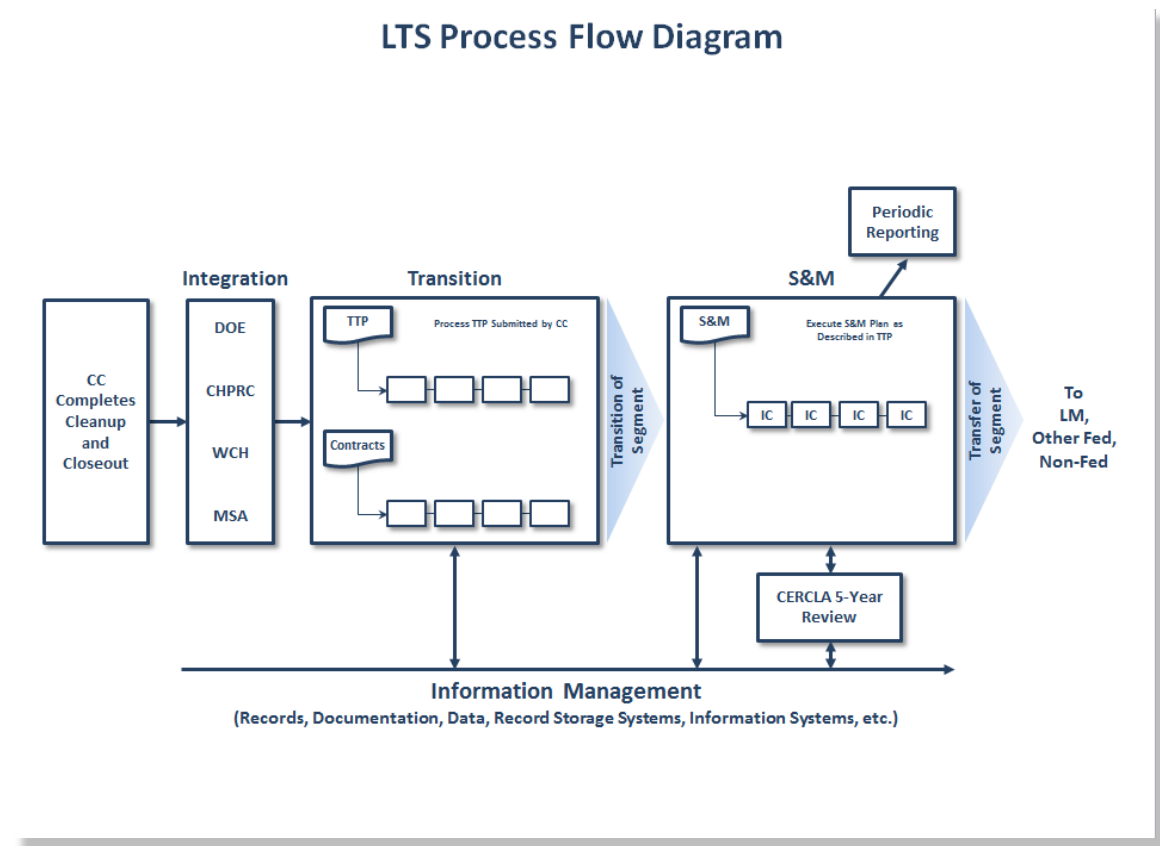 LTS Process Flow Diagram
Periodic
Reporting
Integration
Transition
S&M
CC
Completes
Cleanup
and
Closeout
DOE
CHPRC
WCH
MSA
TTP
Process TTP Submitted by CC
Contracts
Transition of
Segment
S&M
Execute S&M Plan as
Described in TTP
IC IC IC IC
Transfer of
Segment
To
LM,
Other Fed,
Non-Fed
CERCLA 5-Year
Review
Information Management
(Records, Documentation, Data, Record Storage Systems, Information Systems, etc.)